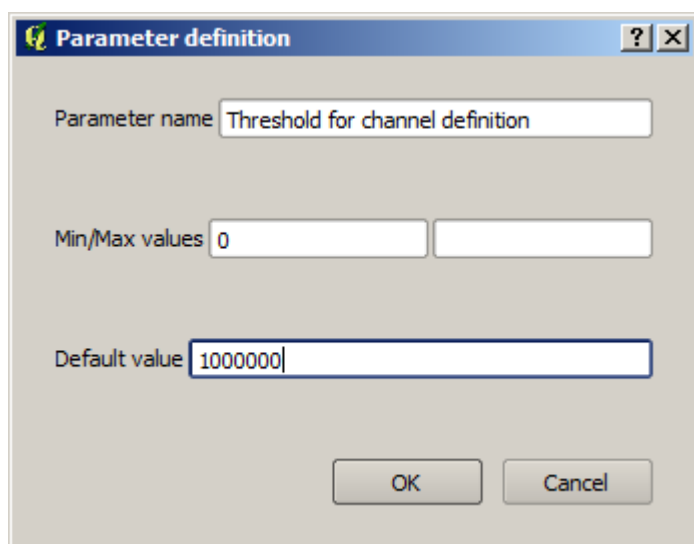 Parameter definition
Parameter name Threshold for channel definition
Min/Max values 0
Default value 1000000
OK Cancel